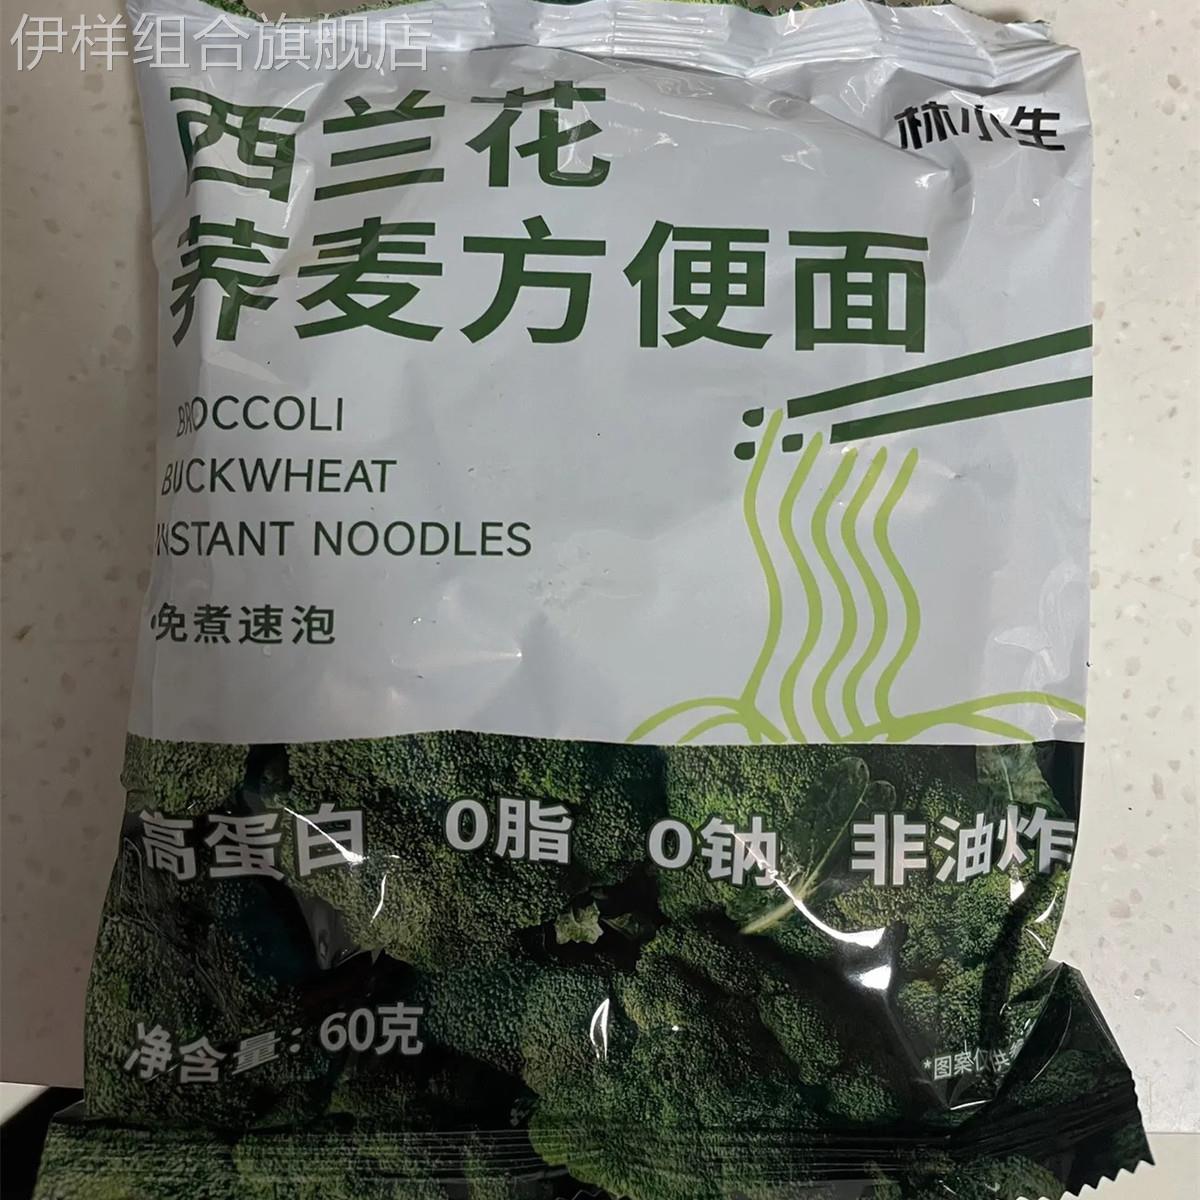 伊样组合旗舰店
林小生
西兰花
荞麦方便面
BROCCOLI
BUCKWHEAT
INSTANT NOODLES
·免煮速泡
高蛋白 0脂 0钠 非油炸
净含量:60克
*图案仅供